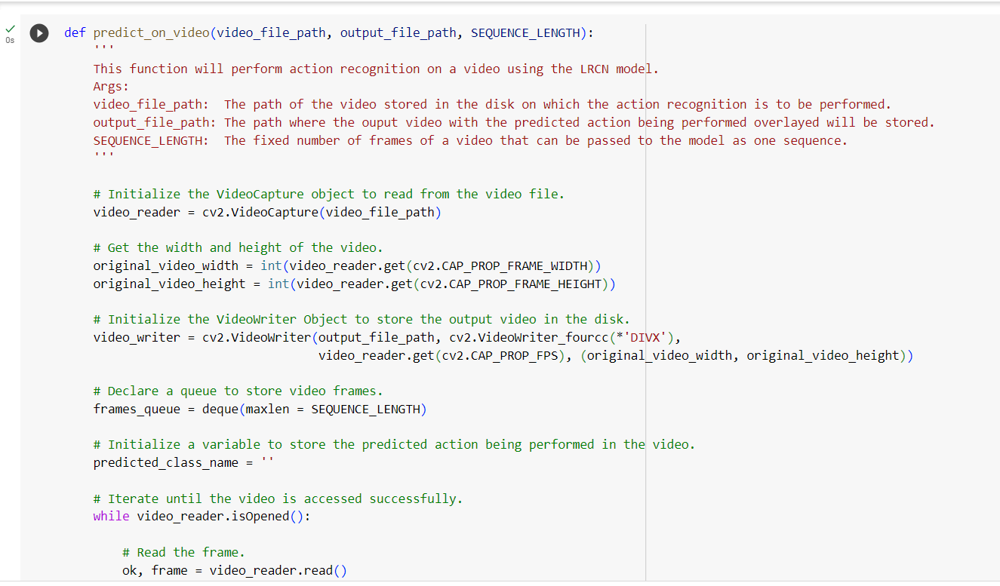 def predict_on_video(video_file_path, output_file_path, SEQUENCE_LENGTH):
0s
'''
This function will perform action recognition on a video using the LRCN model.
Args:
video_file_path:  The path of the video stored in the disk on which the action recognition is to be performed.
output_file_path: The path where the ouput video with the predicted action being performed overlayed will be stored.
SEQUENCE_LENGTH:  The fixed number of frames of a video that can be passed to the model as one sequence.
'''
# Initialize the VideoCapture object to read from the video file.
video_reader = cv2.VideoCapture(video_file_path)
# Get the width and height of the video.
original_video_width = int(video_reader.get(cv2.CAP_PROP_FRAME_WIDTH))
original_video_height = int(video_reader.get(cv2.CAP_PROP_FRAME_HEIGHT))
# Initialize the VideoWriter Object to store the output video in the disk.
video_writer = cv2.VideoWriter(output_file_path, cv2.VideoWriter_fourcc(*'DIVX'),
video_reader.get(cv2.CAP_PROP_FPS), (original_video_width, original_video_height))
# Declare a queue to store video frames.
frames_queue = deque(maxlen = SEQUENCE_LENGTH)
# Initialize a variable to store the predicted action being performed in the video.
predicted_class_name = ''
# Iterate until the video is accessed successfully.
while video_reader.isOpened():
# Read the frame.
ok, frame = video_reader.read()